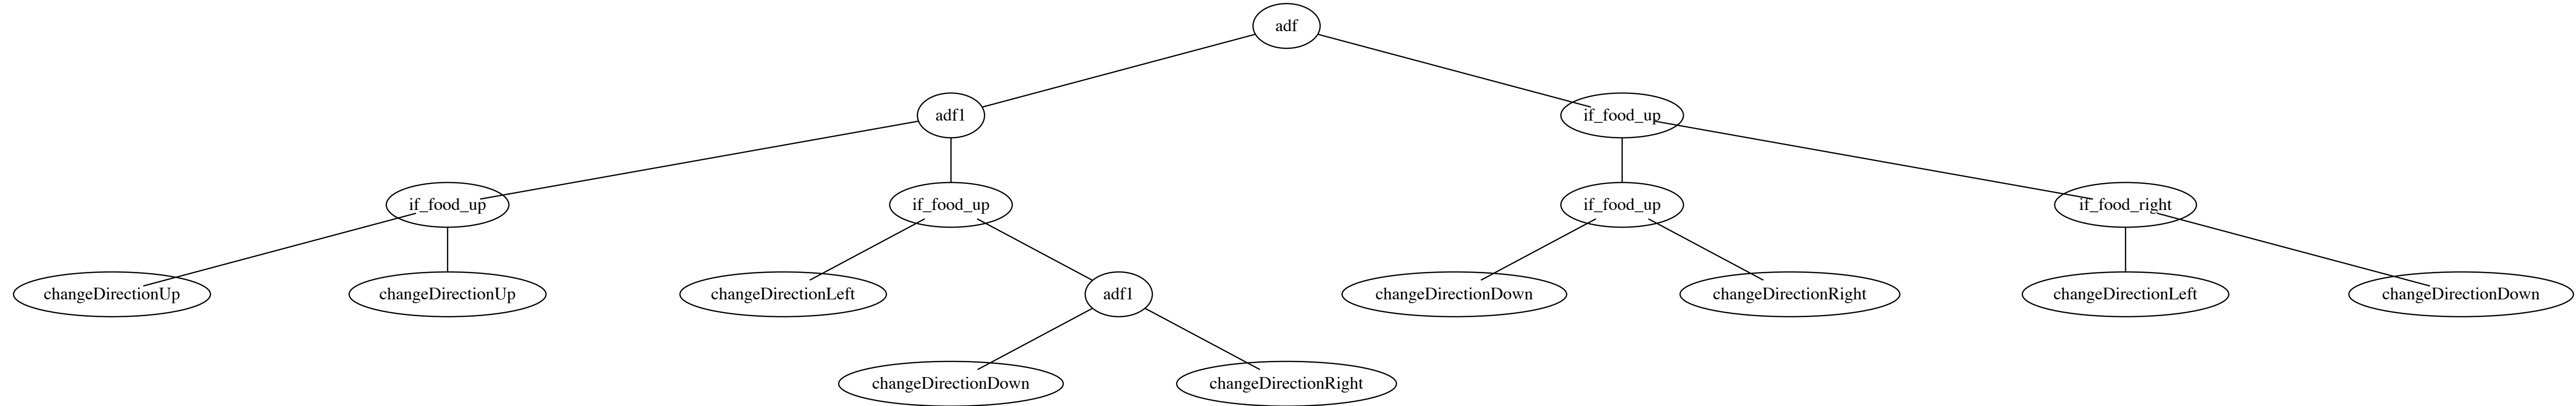 adf
adf1
if_food_up
if_food_up
if_food_up
if_food_up
if_food_right
changeDirectionUp
changeDirectionUp
changeDirectionLeft
adf1
changeDirectionDown
changeDirectionRight
changeDirectionLeft
changeDirectionDown
changeDirectionDown
changeDirectionRight